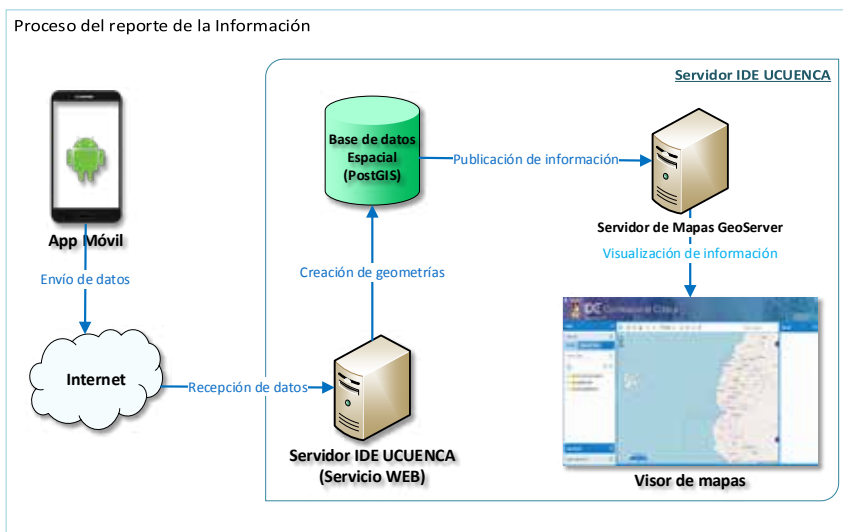 Proceso del reporte de la Información
Servidor IDE UCUENCA
Base de datos
Espacial
(PostGIS)
Publicación de información
Servidor de Mapas GeoServer
App Móvil
Visualización de información
Envío de datos
Creación de geometrías
IDE
Internet
Recepción de datos
Servidor IDE UCUENCA
(Servicio WEB)
Visor de mapas